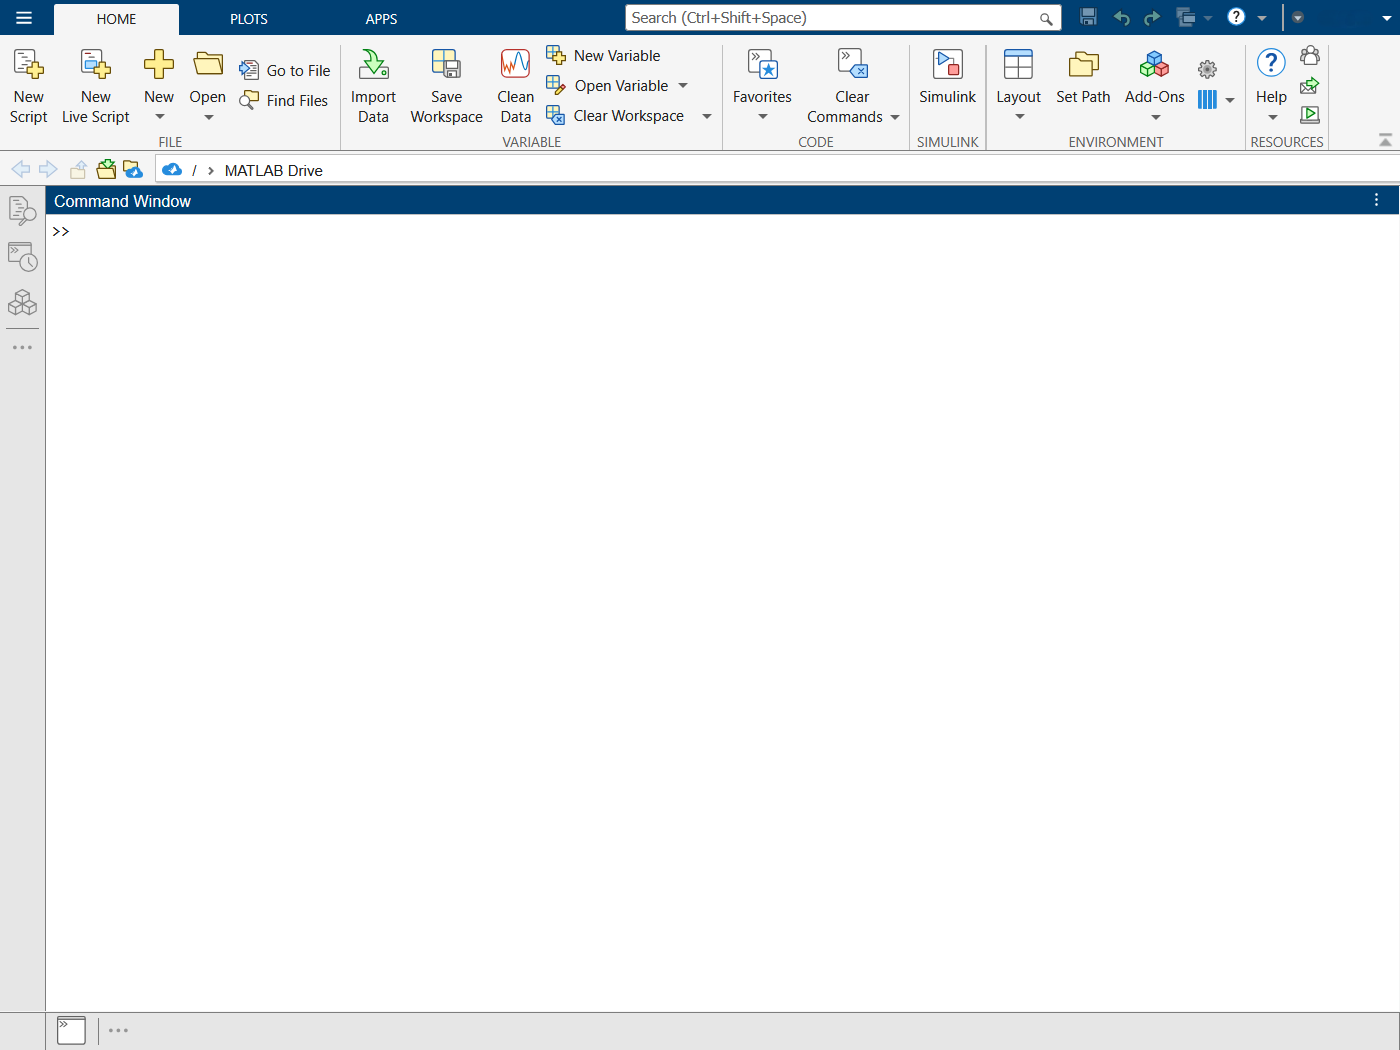 HOME PLOTS APPS Search (Ctrl+Shift+Space)
New Script
New Live Script
New
Open
Go to File
Find Files
FILE
Import Data
Save Workspace
Clean Data
New Variable
Open Variable
Clear Workspace
VARIABLE
Favorites
Clear Commands
CODE
Simulink
SIMULINK
Layout
Set Path
Add-Ons
ENVIRONMENT
Help
RESOURCES
/ > MATLAB Drive
Command Window
>>